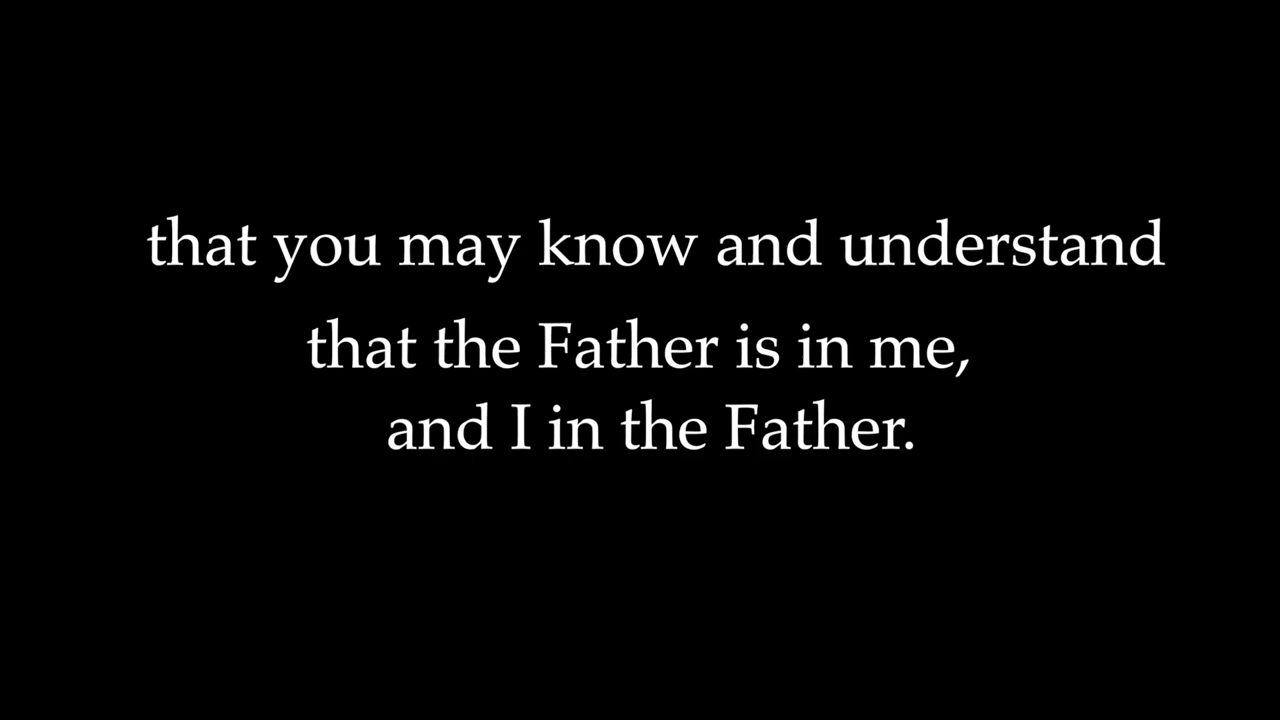 that you may know and understand
that the Father is in me,
and I in the Father.